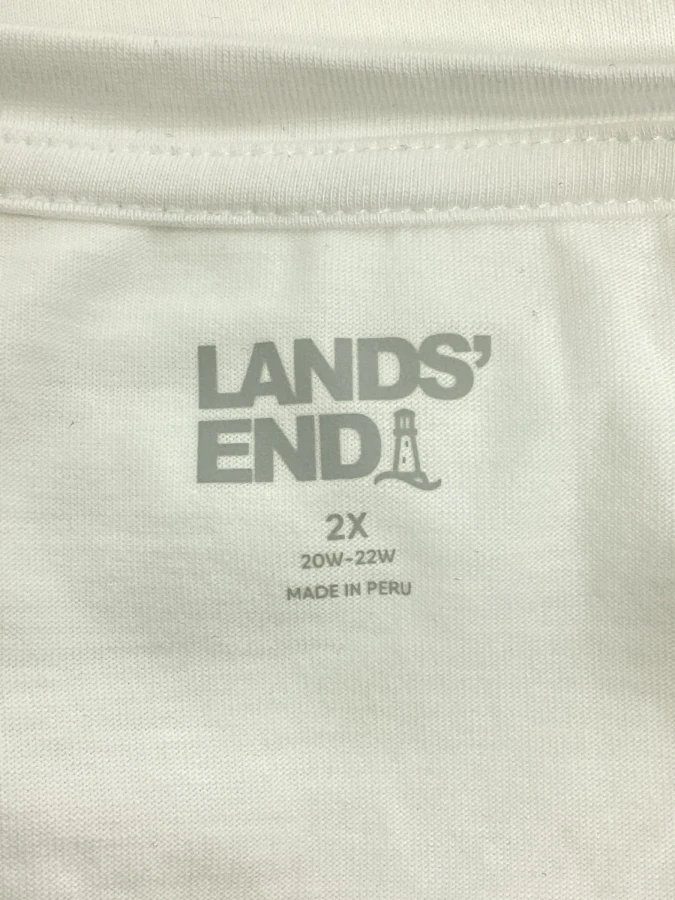 LANDS'
END
2X
20W-22W
MADE IN PERU